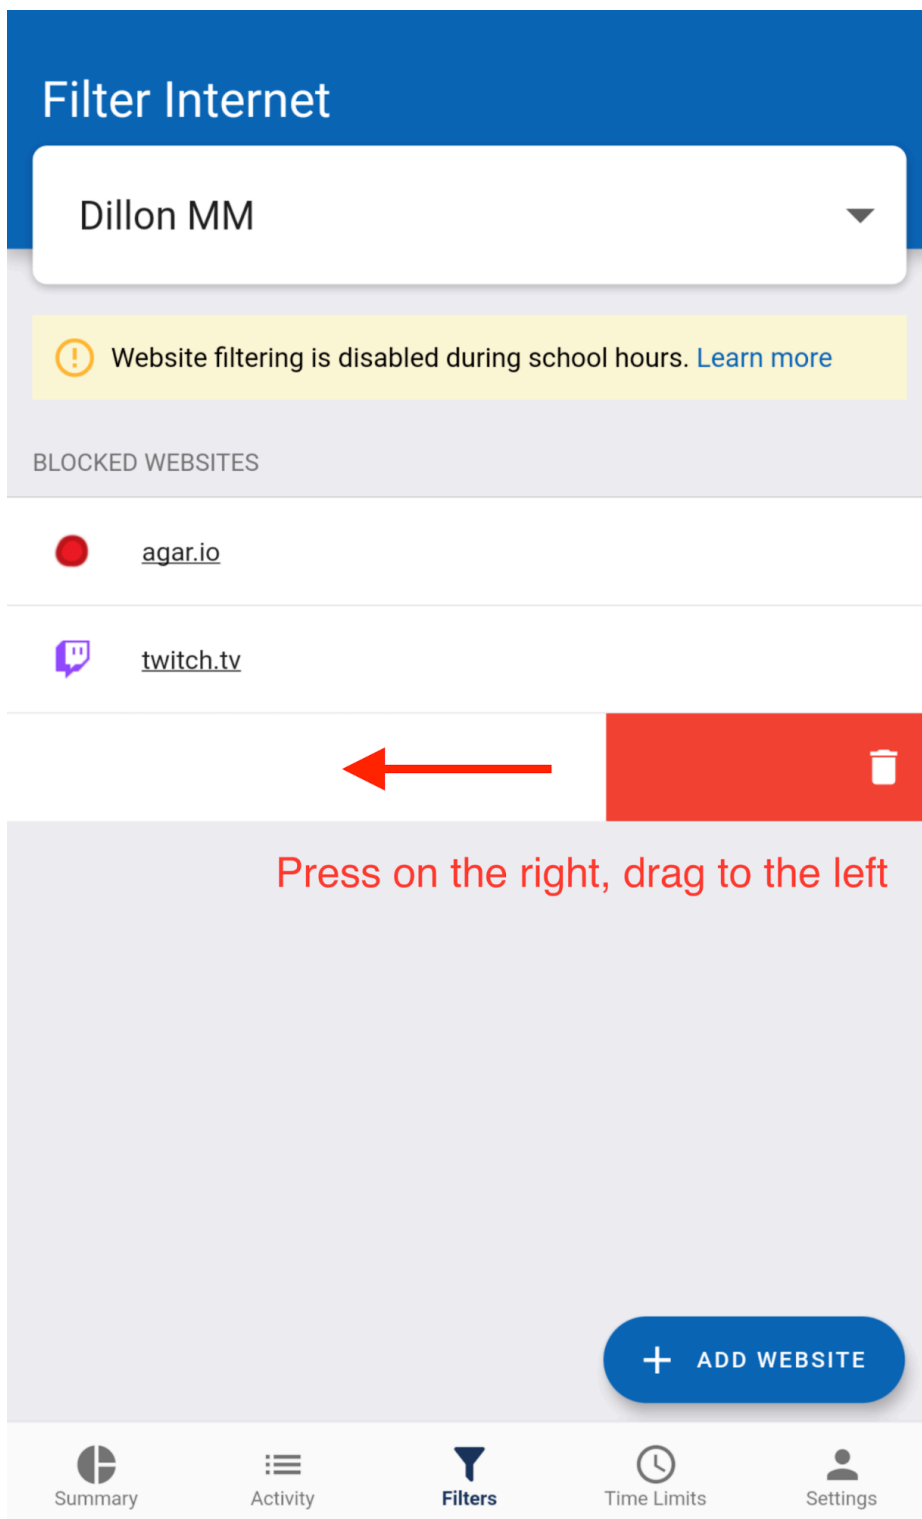 Filter Internet
Dillon MM
Website filtering is disabled during school hours. Learn more
BLOCKED WEBSITES
agar.io
twitch.tv
Press on the right, drag to the left
ADD WEBSITE
Summary
Activity
Filters
Time Limits
Settings